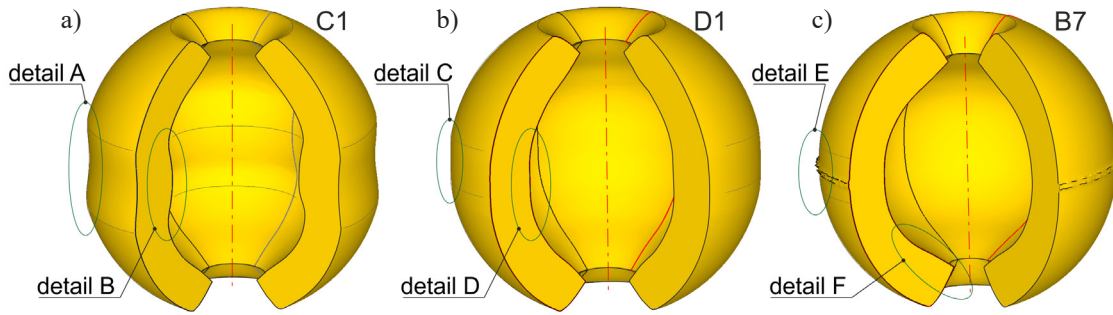 a)
C1
b)
D1
c)
B7
detail A
detail C
detail E
detail B
detail D
detail F